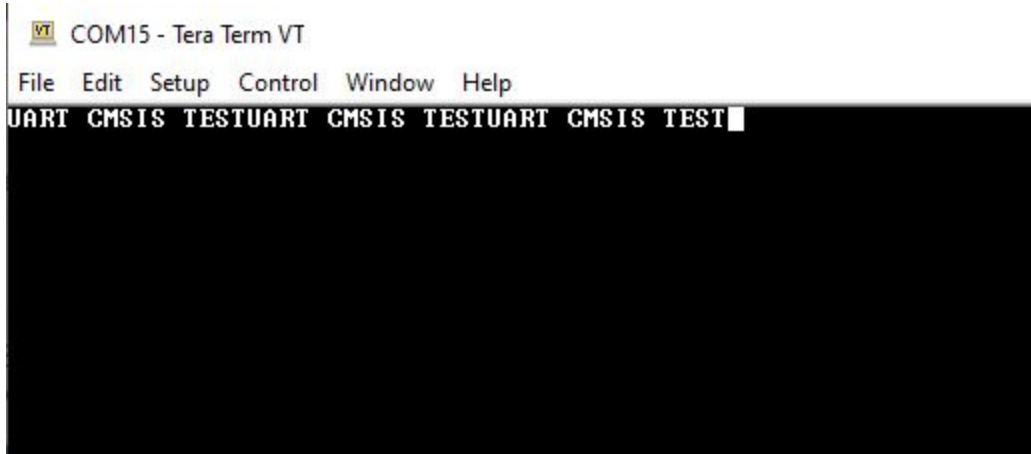 COM15 - Tera Term VT
File Edit Setup Control Window Help
UART CMSIS TESTUART CMSIS TESTUART CMSIS TEST